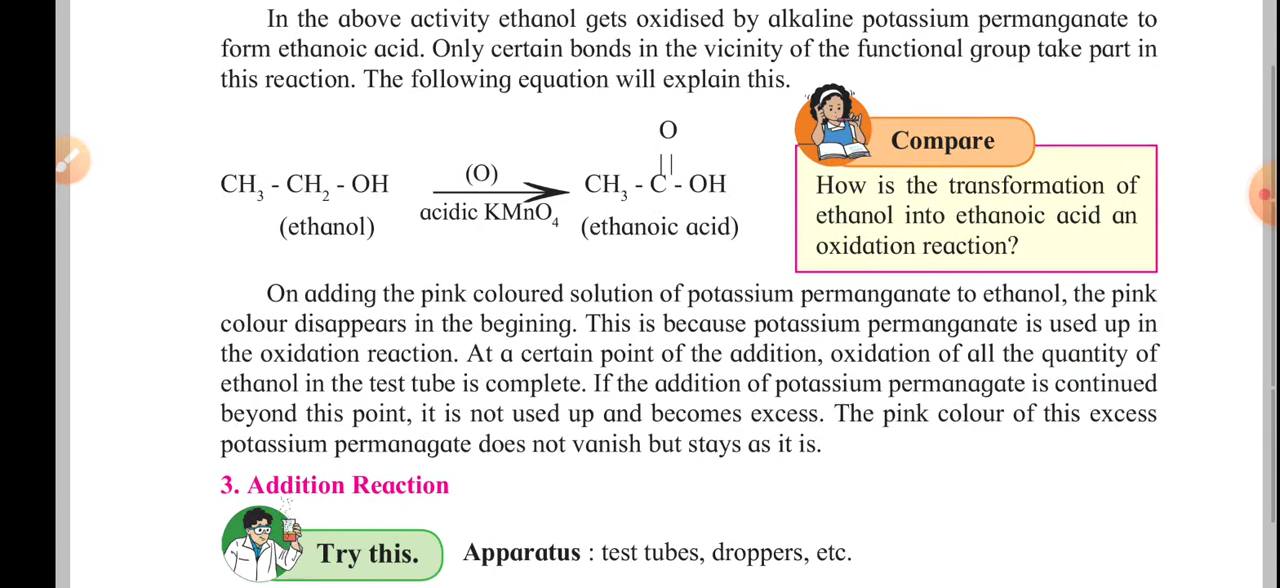 In the above activity ethanol gets oxidised by alkaline potassium permanganate to
form ethanoic acid. Only certain bonds in the vicinity of the functional group take part in
this reaction. The following equation will explain this.
O
||
CH₃ - CH₂ - OH (O) CH₃ - C - OH
acidic KMnO₄
(ethanol) (ethanoic acid)
Compare
How is the transformation of
ethanol into ethanoic acid an
oxidation reaction?
On adding the pink coloured solution of potassium permanganate to ethanol, the pink
colour disappears in the begining. This is because potassium permanganate is used up in
the oxidation reaction. At a certain point of the addition, oxidation of all the quantity of
ethanol in the test tube is complete. If the addition of potassium permanagate is continued
beyond this point, it is not used up and becomes excess. The pink colour of this excess
potassium permanagate does not vanish but stays as it is.
3. Addition Reaction
Try this. Apparatus : test tubes, droppers, etc.